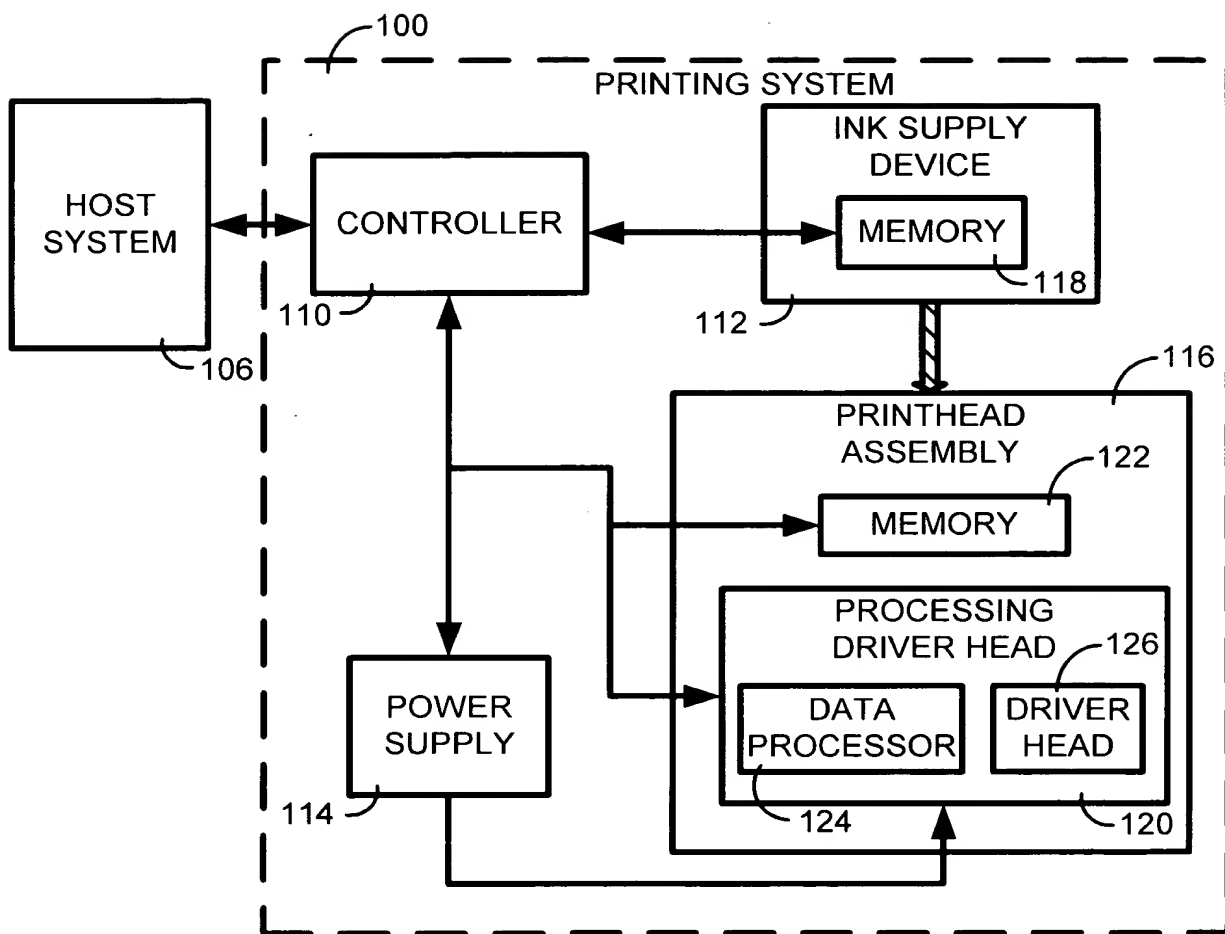 100
PRINTING SYSTEM
HOST
SYSTEM
106
CONTROLLER
110
INK SUPPLY
DEVICE
MEMORY
118
112
116
PRINTHEAD
ASSEMBLY
122
MEMORY
PROCESSING
DRIVER HEAD
126
DATA
PROCESSOR
DRIVER
HEAD
124
120
POWER
SUPPLY
114